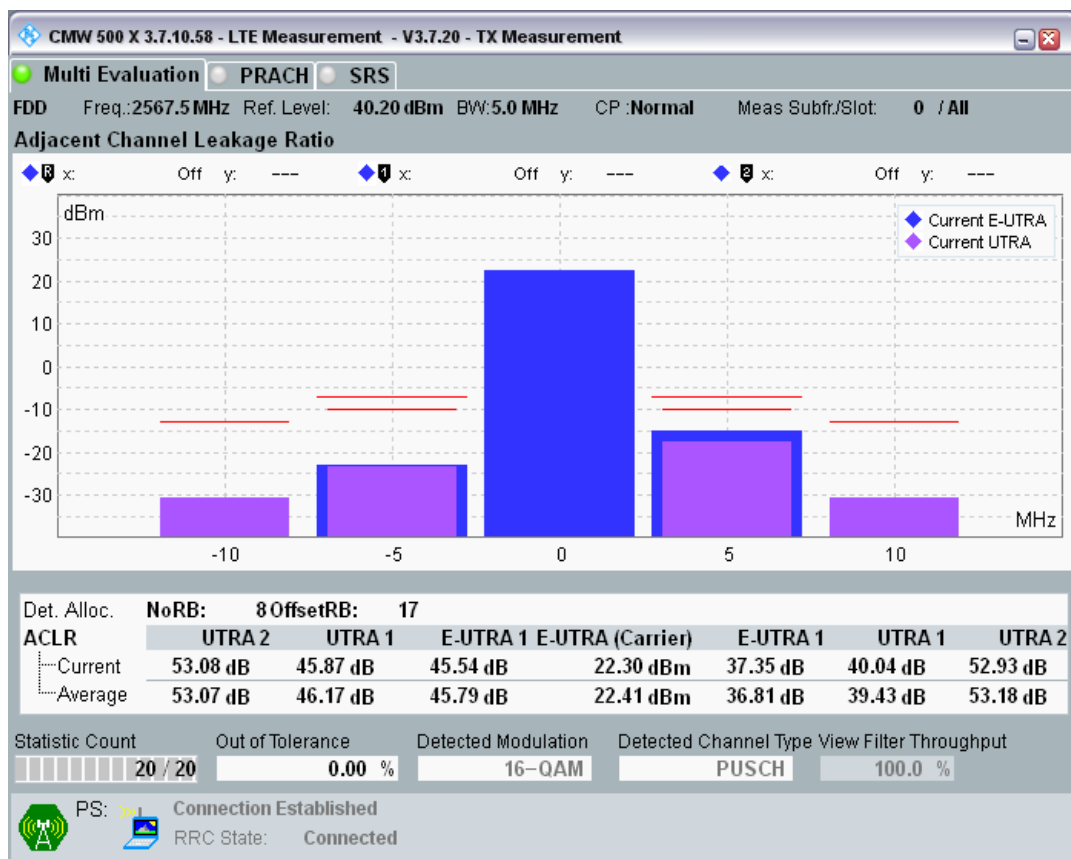 CMW 500 X 3.7.10.58 - LTE Measurement - V3.7.20 - TX Measurement
Multi Evaluation PRACH SRS
FDD Freq.:2567.5 MHz Ref. Level: 40.20 dBm BW:5.0 MHz CP :Normal Meas Subfr./Slot: 0 / All
Adjacent Channel Leakage Ratio
R x: Off y: --- 1 x: Off y: --- 2 x: Off y: ---
dBm
Current E-UTRA
Current UTRA
30
20
10
0
-10
-20
-30
MHz
-10 -5 0 5 10
Det. Alloc. NoRB: 8 OffsetRB: 17
ACLR UTRA 2 UTRA 1 E-UTRA 1 E-UTRA (Carrier) E-UTRA 1 UTRA 1 UTRA 2
Current 53.08 dB 45.87 dB 45.54 dB 22.30 dBm 37.35 dB 40.04 dB 52.93 dB
Average 53.07 dB 46.17 dB 45.79 dB 22.41 dBm 36.81 dB 39.43 dB 53.18 dB
Statistic Count Out of Tolerance Detected Modulation Detected Channel Type View Filter Throughput
20 / 20 0.00 % 16-QAM PUSCH 100.0 %
PS: Connection Established
RRC State: Connected